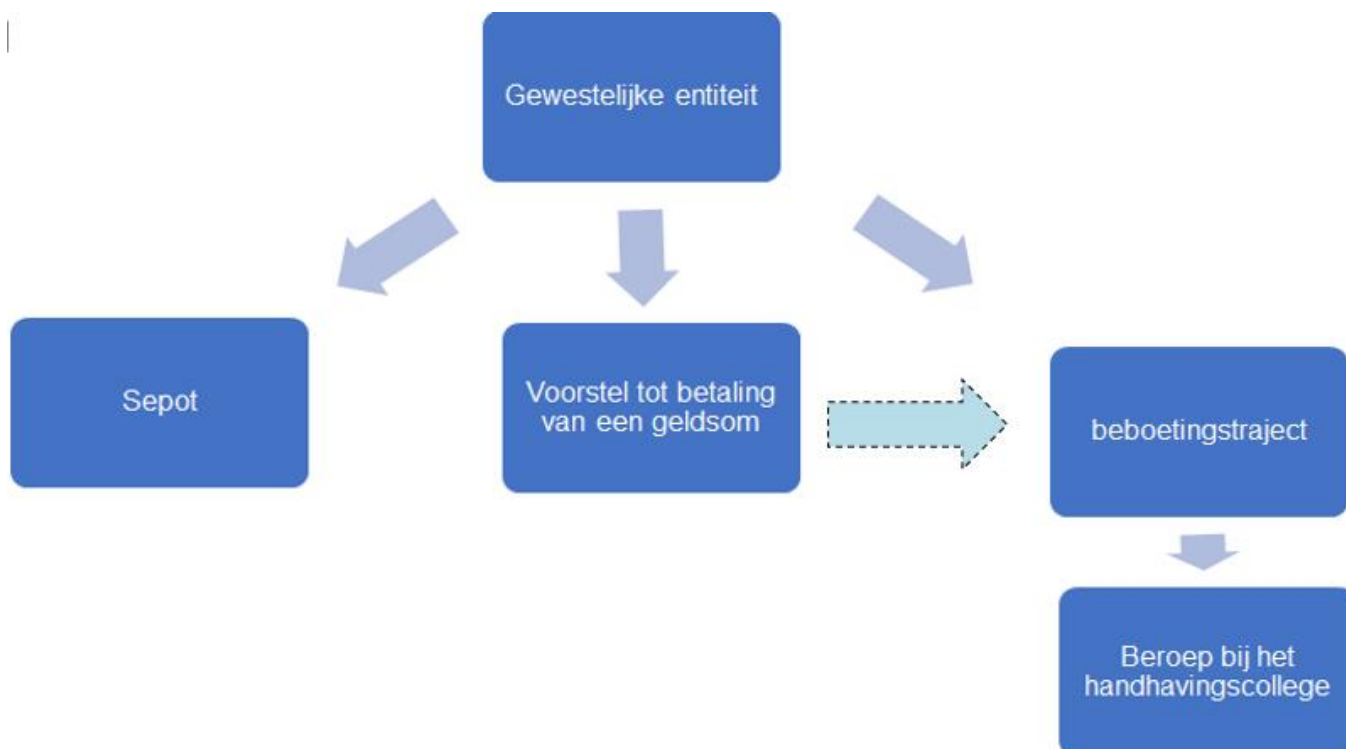 Gewestelijke entiteit
Sepot
Voorstel tot betaling
van een geldsom
beboetingstraject
Beroep bij het
handhavingscollege